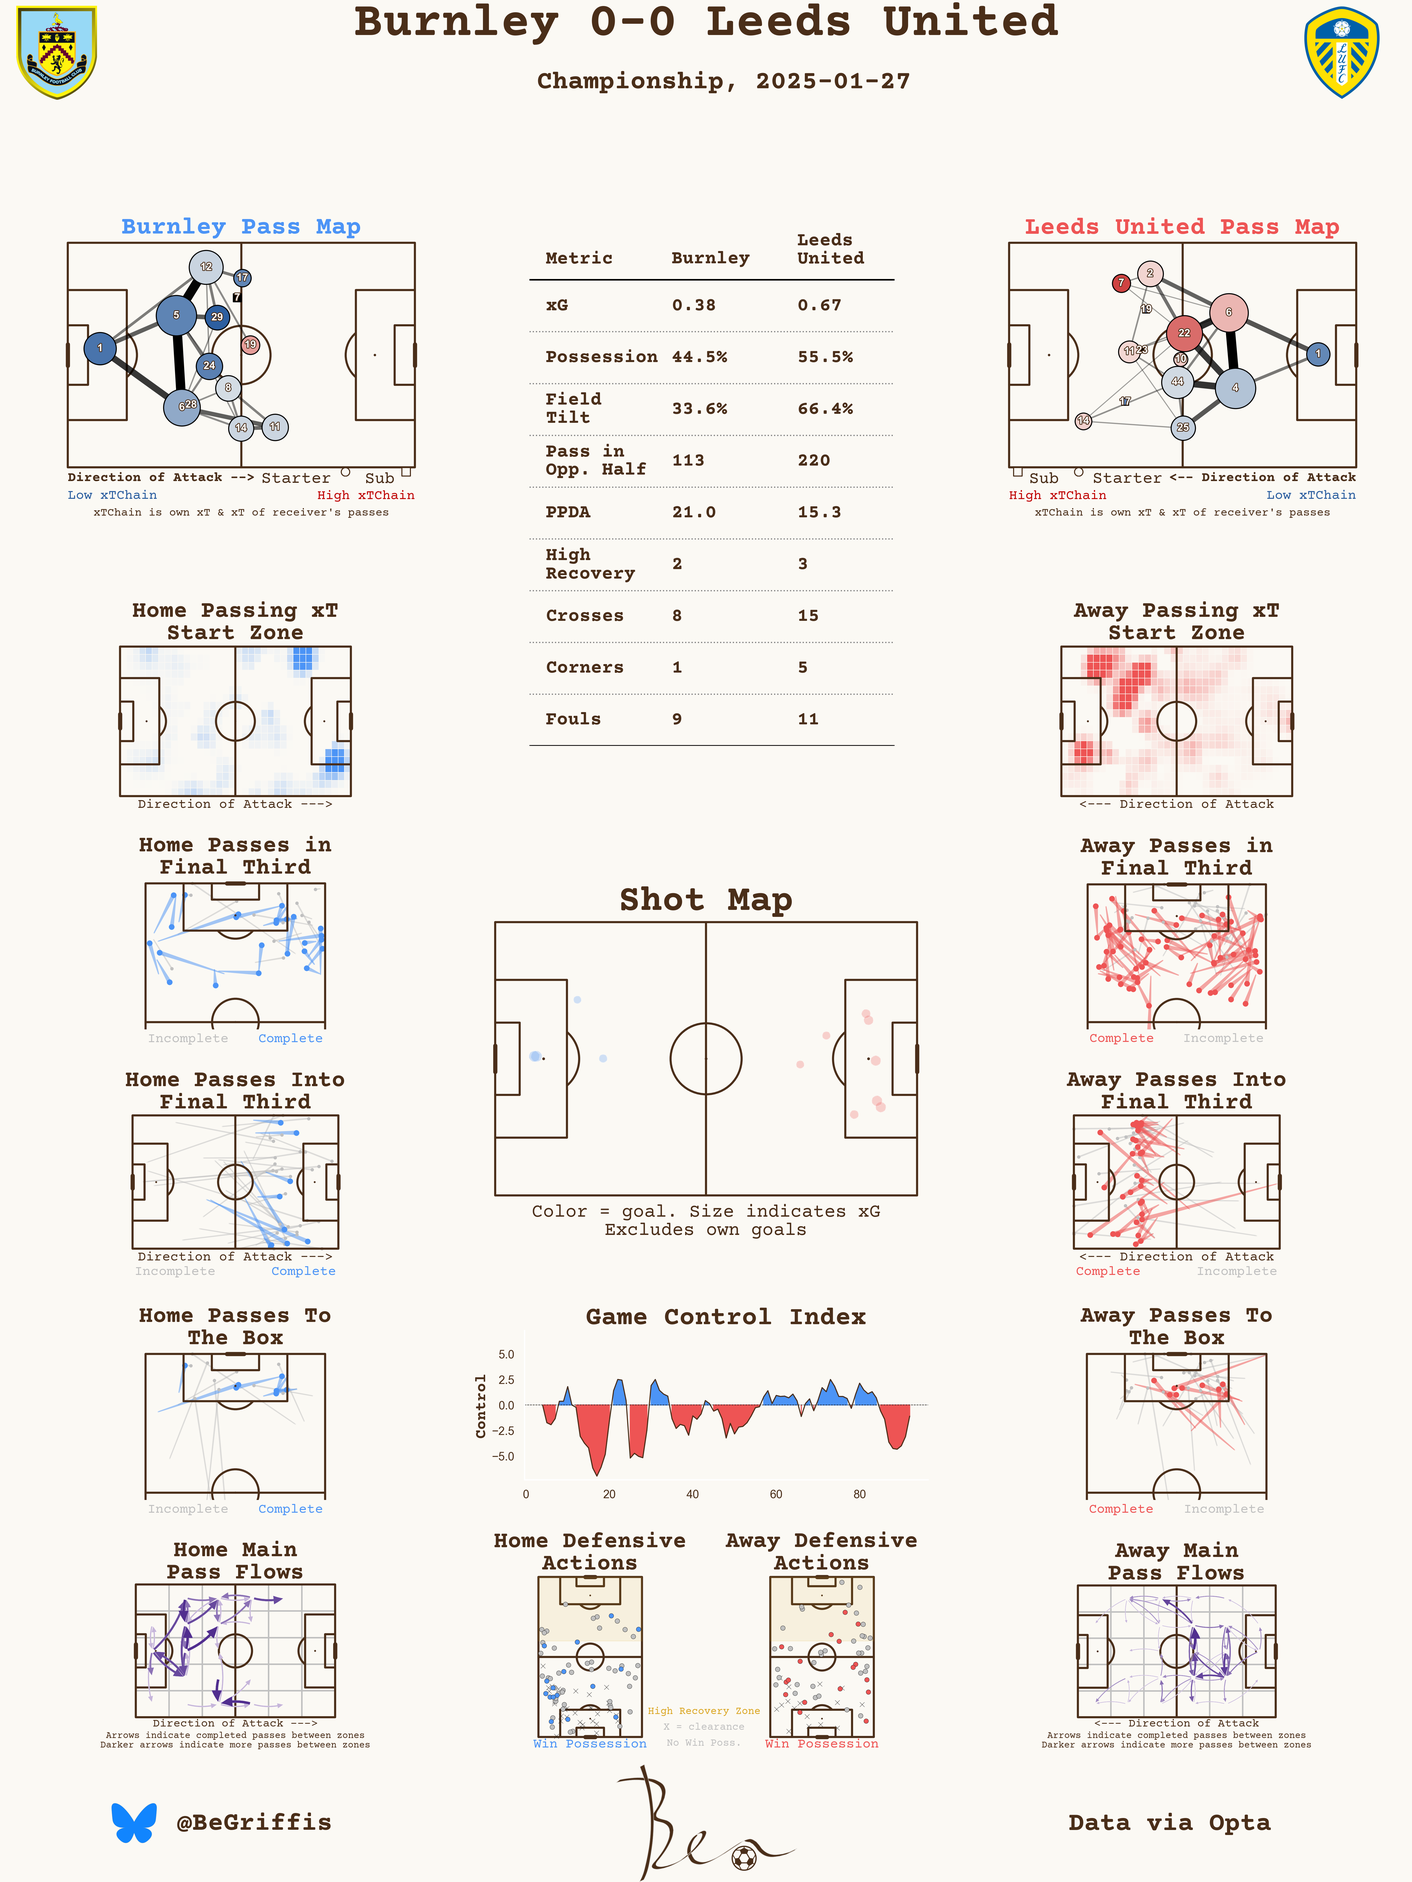 Burnley 0-0 Leeds United
Championship, 2025-01-27
BURNLEY FOOTBALL CLUB
LUFC
Burnley Pass Map
12
17
7
5
29
19
1
24
8
6
28
14
11
Direction of Attack --> Starter Sub
Low xTChain High xTChain
xTChain is own xT & xT of receiver's passes
Metric Burnley Leeds United
xG 0.38 0.67
Possession 44.5% 55.5%
Field Tilt 33.6% 66.4%
Pass in Opp. Half 113 220
PPDA 21.0 15.3
High Recovery 2 3
Crosses 8 15
Corners 1 5
Fouls 9 11
Leeds United Pass Map
2
7
19
6
22
11
23
10
1
44
4
17
14
25
Sub Starter <-- Direction of Attack
High xTChain Low xTChain
xTChain is own xT & xT of receiver's passes
Home Passing xT
Start Zone
Direction of Attack --->
Away Passing xT
Start Zone
<--- Direction of Attack
Home Passes in
Final Third
Incomplete Complete
Away Passes in
Final Third
Complete Incomplete
Shot Map
Color = goal. Size indicates xG
Excludes own goals
Home Passes Into
Final Third
Direction of Attack --->
Incomplete Complete
Away Passes Into
Final Third
<--- Direction of Attack
Complete Incomplete
Home Passes To
The Box
Incomplete Complete
Game Control Index
Control
5.0
2.5
0.0
−2.5
−5.0
0 20 40 60 80
Away Passes To
The Box
Complete Incomplete
Home Main
Pass Flows
Direction of Attack --->
Arrows indicate completed passes between zones
Darker arrows indicate more passes between zones
Home Defensive
Actions
Win Possession
High Recovery Zone
X = clearance
No Win Poss.
Away Defensive
Actions
Win Possession
Away Main
Pass Flows
<--- Direction of Attack
Arrows indicate completed passes between zones
Darker arrows indicate more passes between zones
@BeGriffis
Ben
Data via Opta